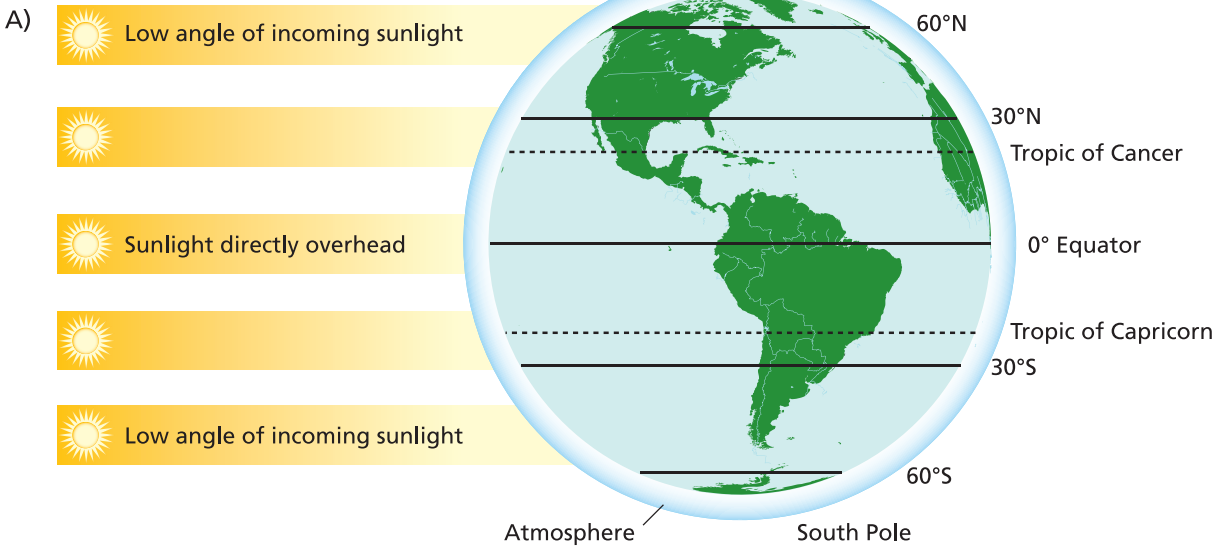 A)
Low angle of incoming sunlight
60°N
30°N
Tropic of Cancer
Sunlight directly overhead
0° Equator
Tropic of Capricorn
30°S
Low angle of incoming sunlight
60°S
Atmosphere
South Pole